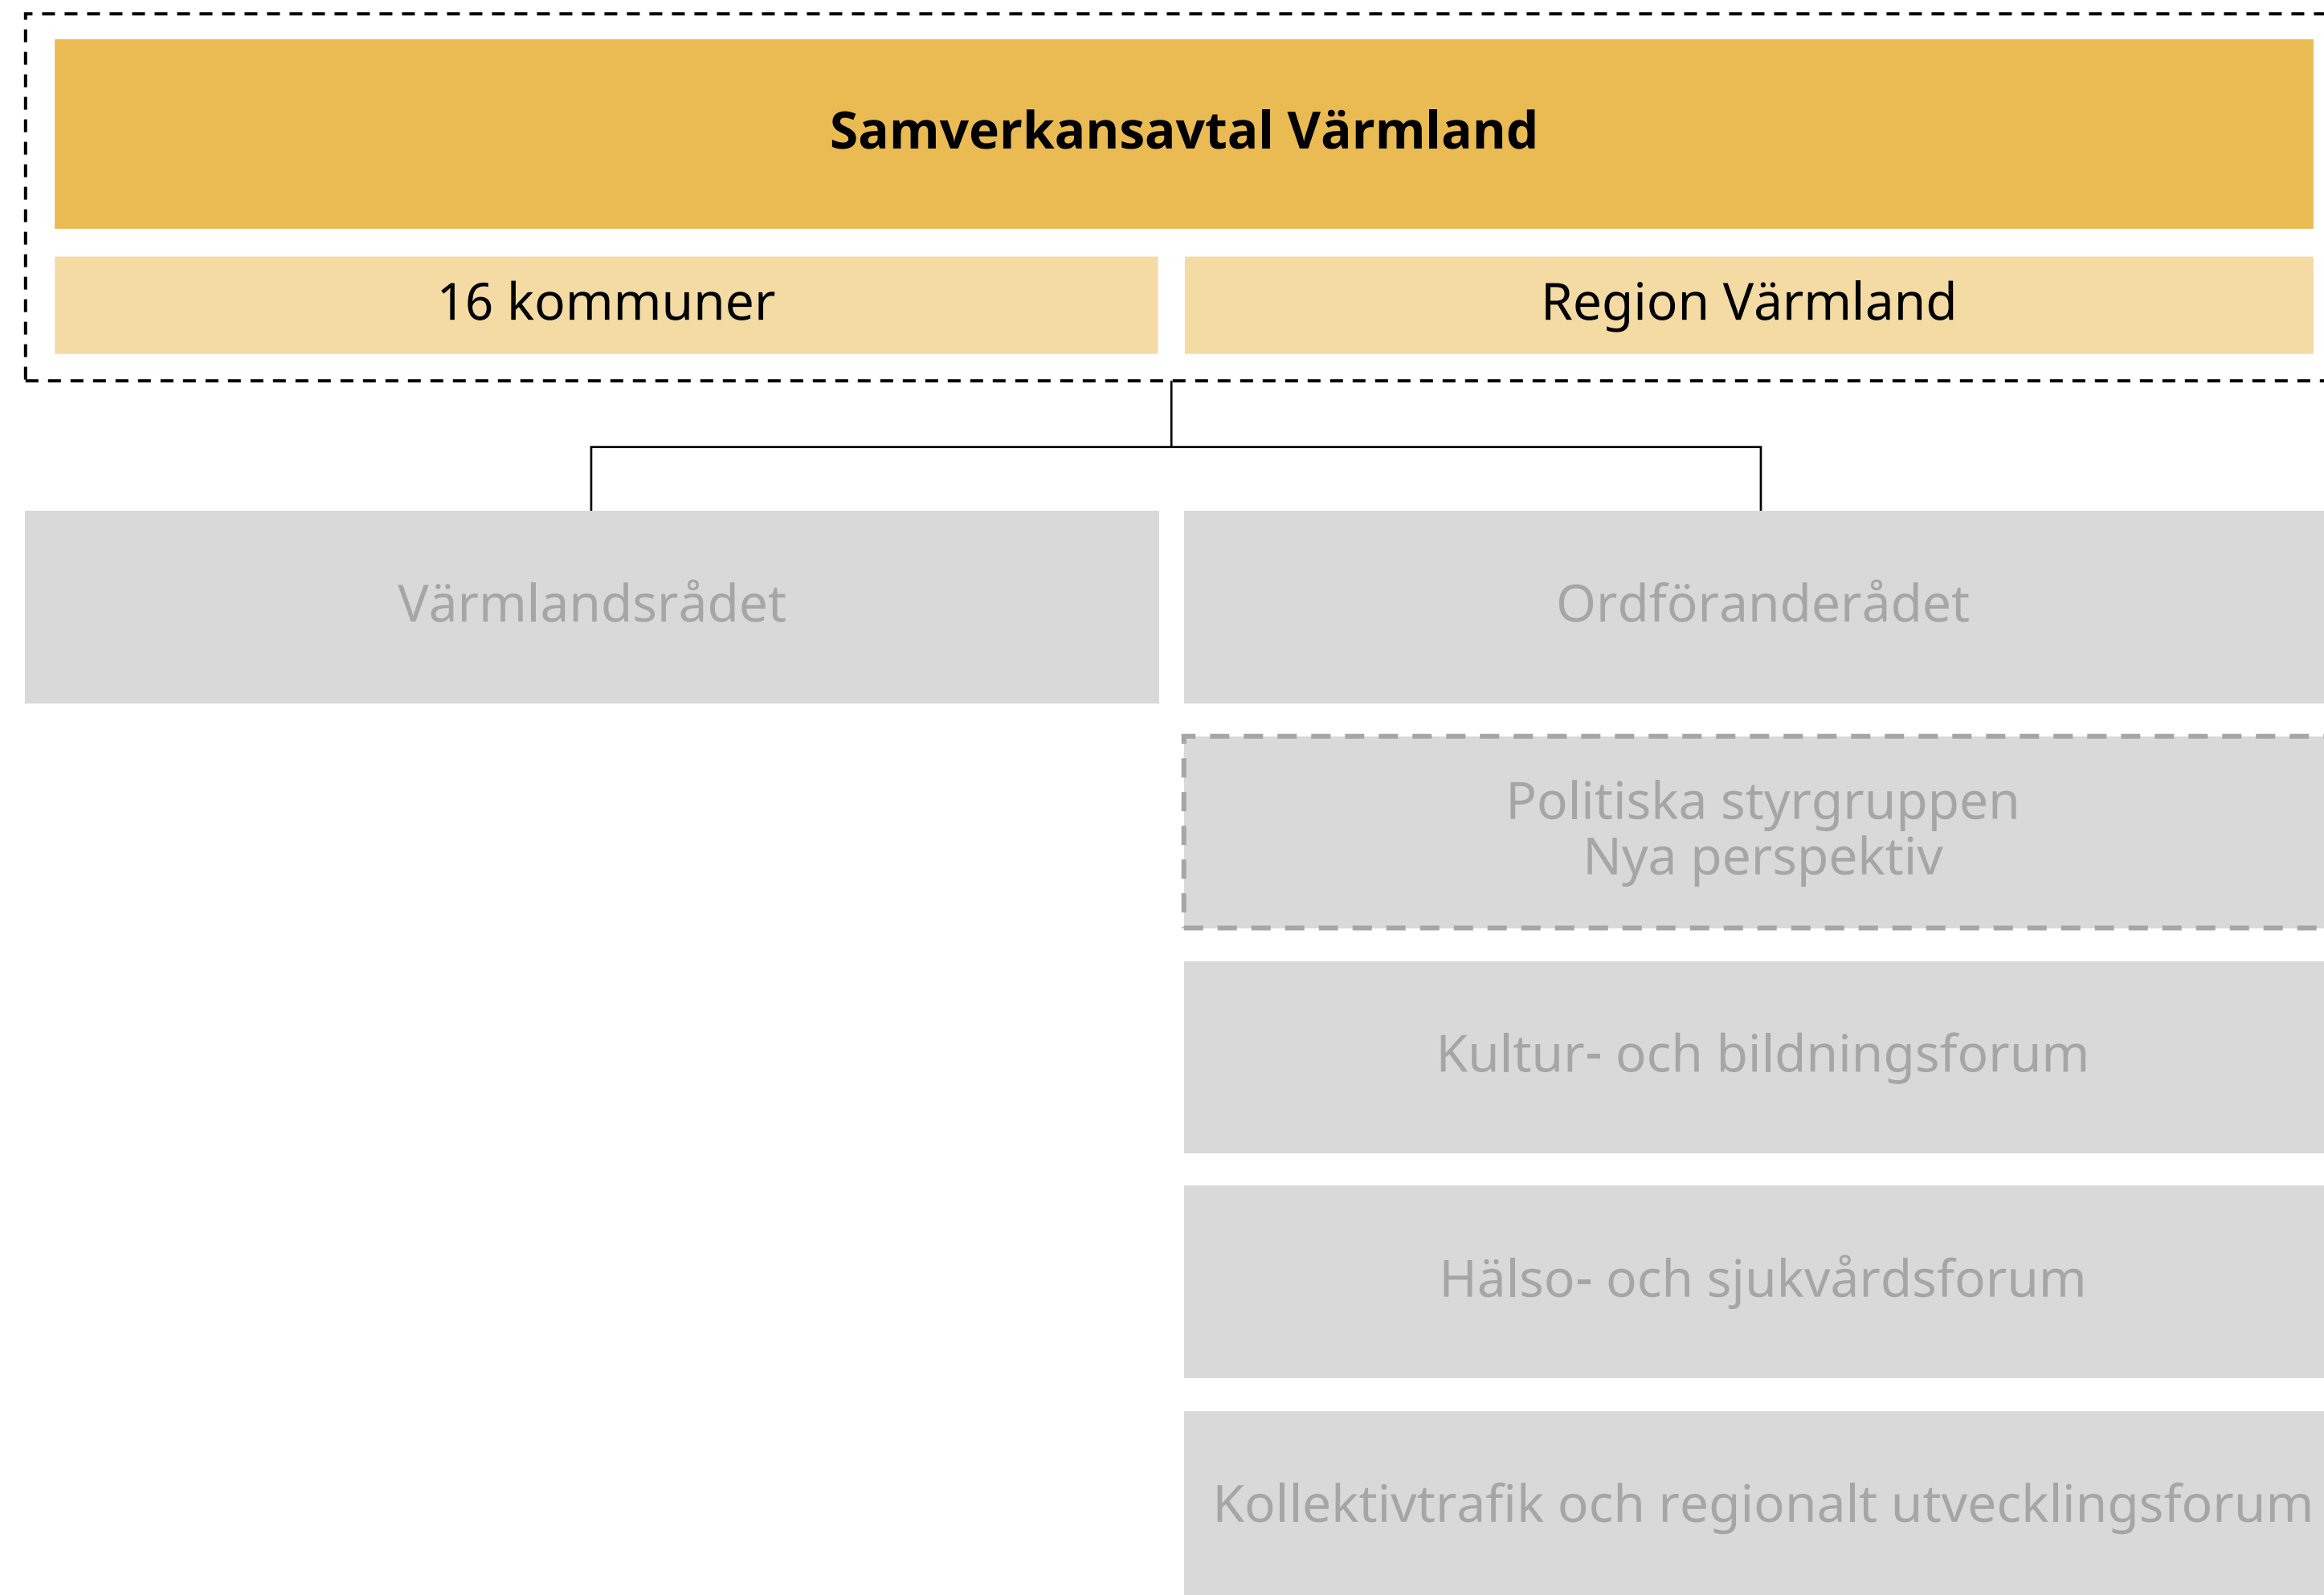 Samverkansavtal Värmland
16 kommuner
Region Värmland
Värmlandsrådet
Ordföranderådet
Politiska styrgruppen
Nya perspektiv
Kultur- och bildningsforum
Hälso- och sjukvårdsforum
Kollektivtrafik och regionalt utvecklingsforum